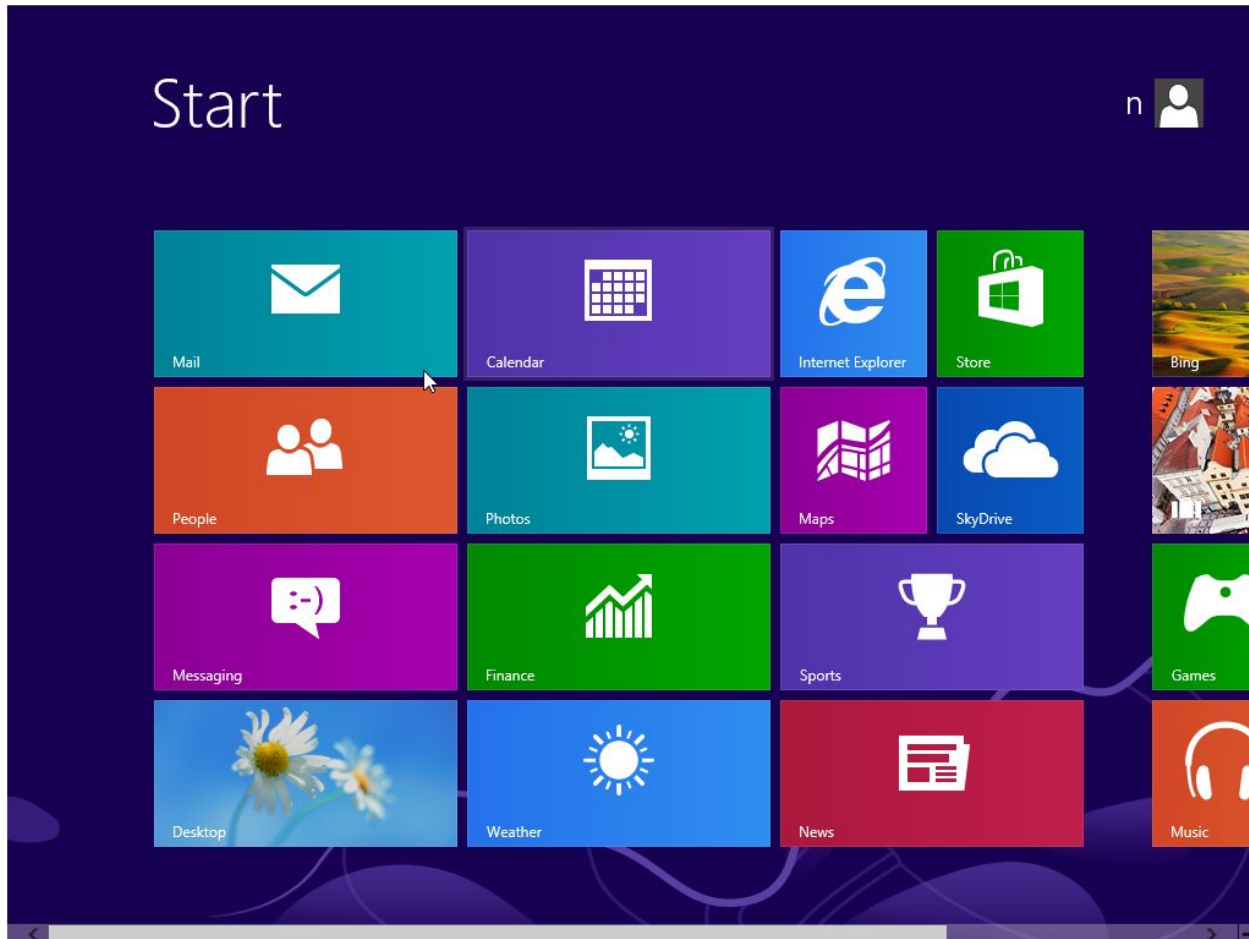 Start
n
Mail
Calendar
Internet Explorer
Store
Bing
People
Photos
Maps
SkyDrive
:-)
Messaging
Finance
Sports
Games
Desktop
Weather
News
Music